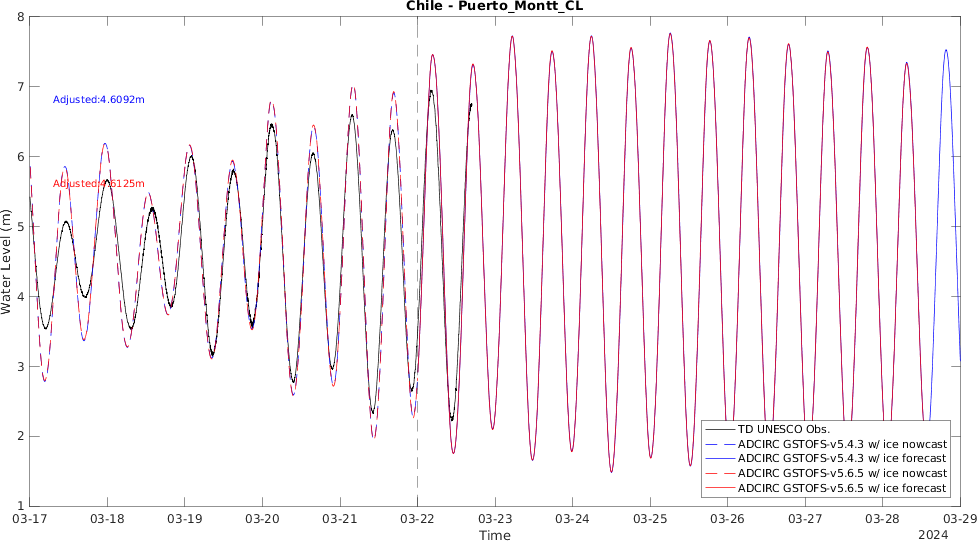 Chile - Puerto_Montt_CL
8
7
6
5
4
3
2
1
Water Level (m)
Adjusted:4.6092m
Adjusted:4.6125m
TD UNESCO Obs.
ADCIRC GSTOFS-v5.4.3 w/ ice nowcast
ADCIRC GSTOFS-v5.4.3 w/ ice forecast
ADCIRC GSTOFS-v5.6.5 w/ ice nowcast
ADCIRC GSTOFS-v5.6.5 w/ ice forecast
03-17 03-18 03-19 03-20 03-21 03-22 03-23 03-24 03-25 03-26 03-27 03-28 03-29
Time
2024